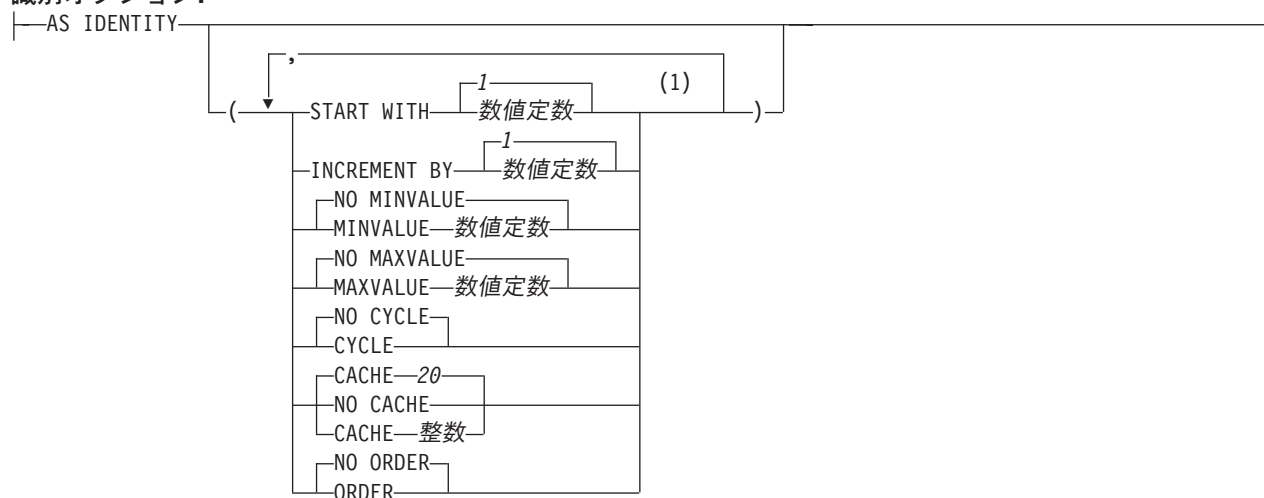 識別オプション:
AS IDENTITY
,
1 (1)
( START WITH 数値定数 )
1
INCREMENT BY 数値定数
NO MINVALUE
MINVALUE 数値定数
NO MAXVALUE
MAXVALUE 数値定数
NO CYCLE
CYCLE
CACHE 20
NO CACHE
CACHE 整数
NO ORDER
ORDER